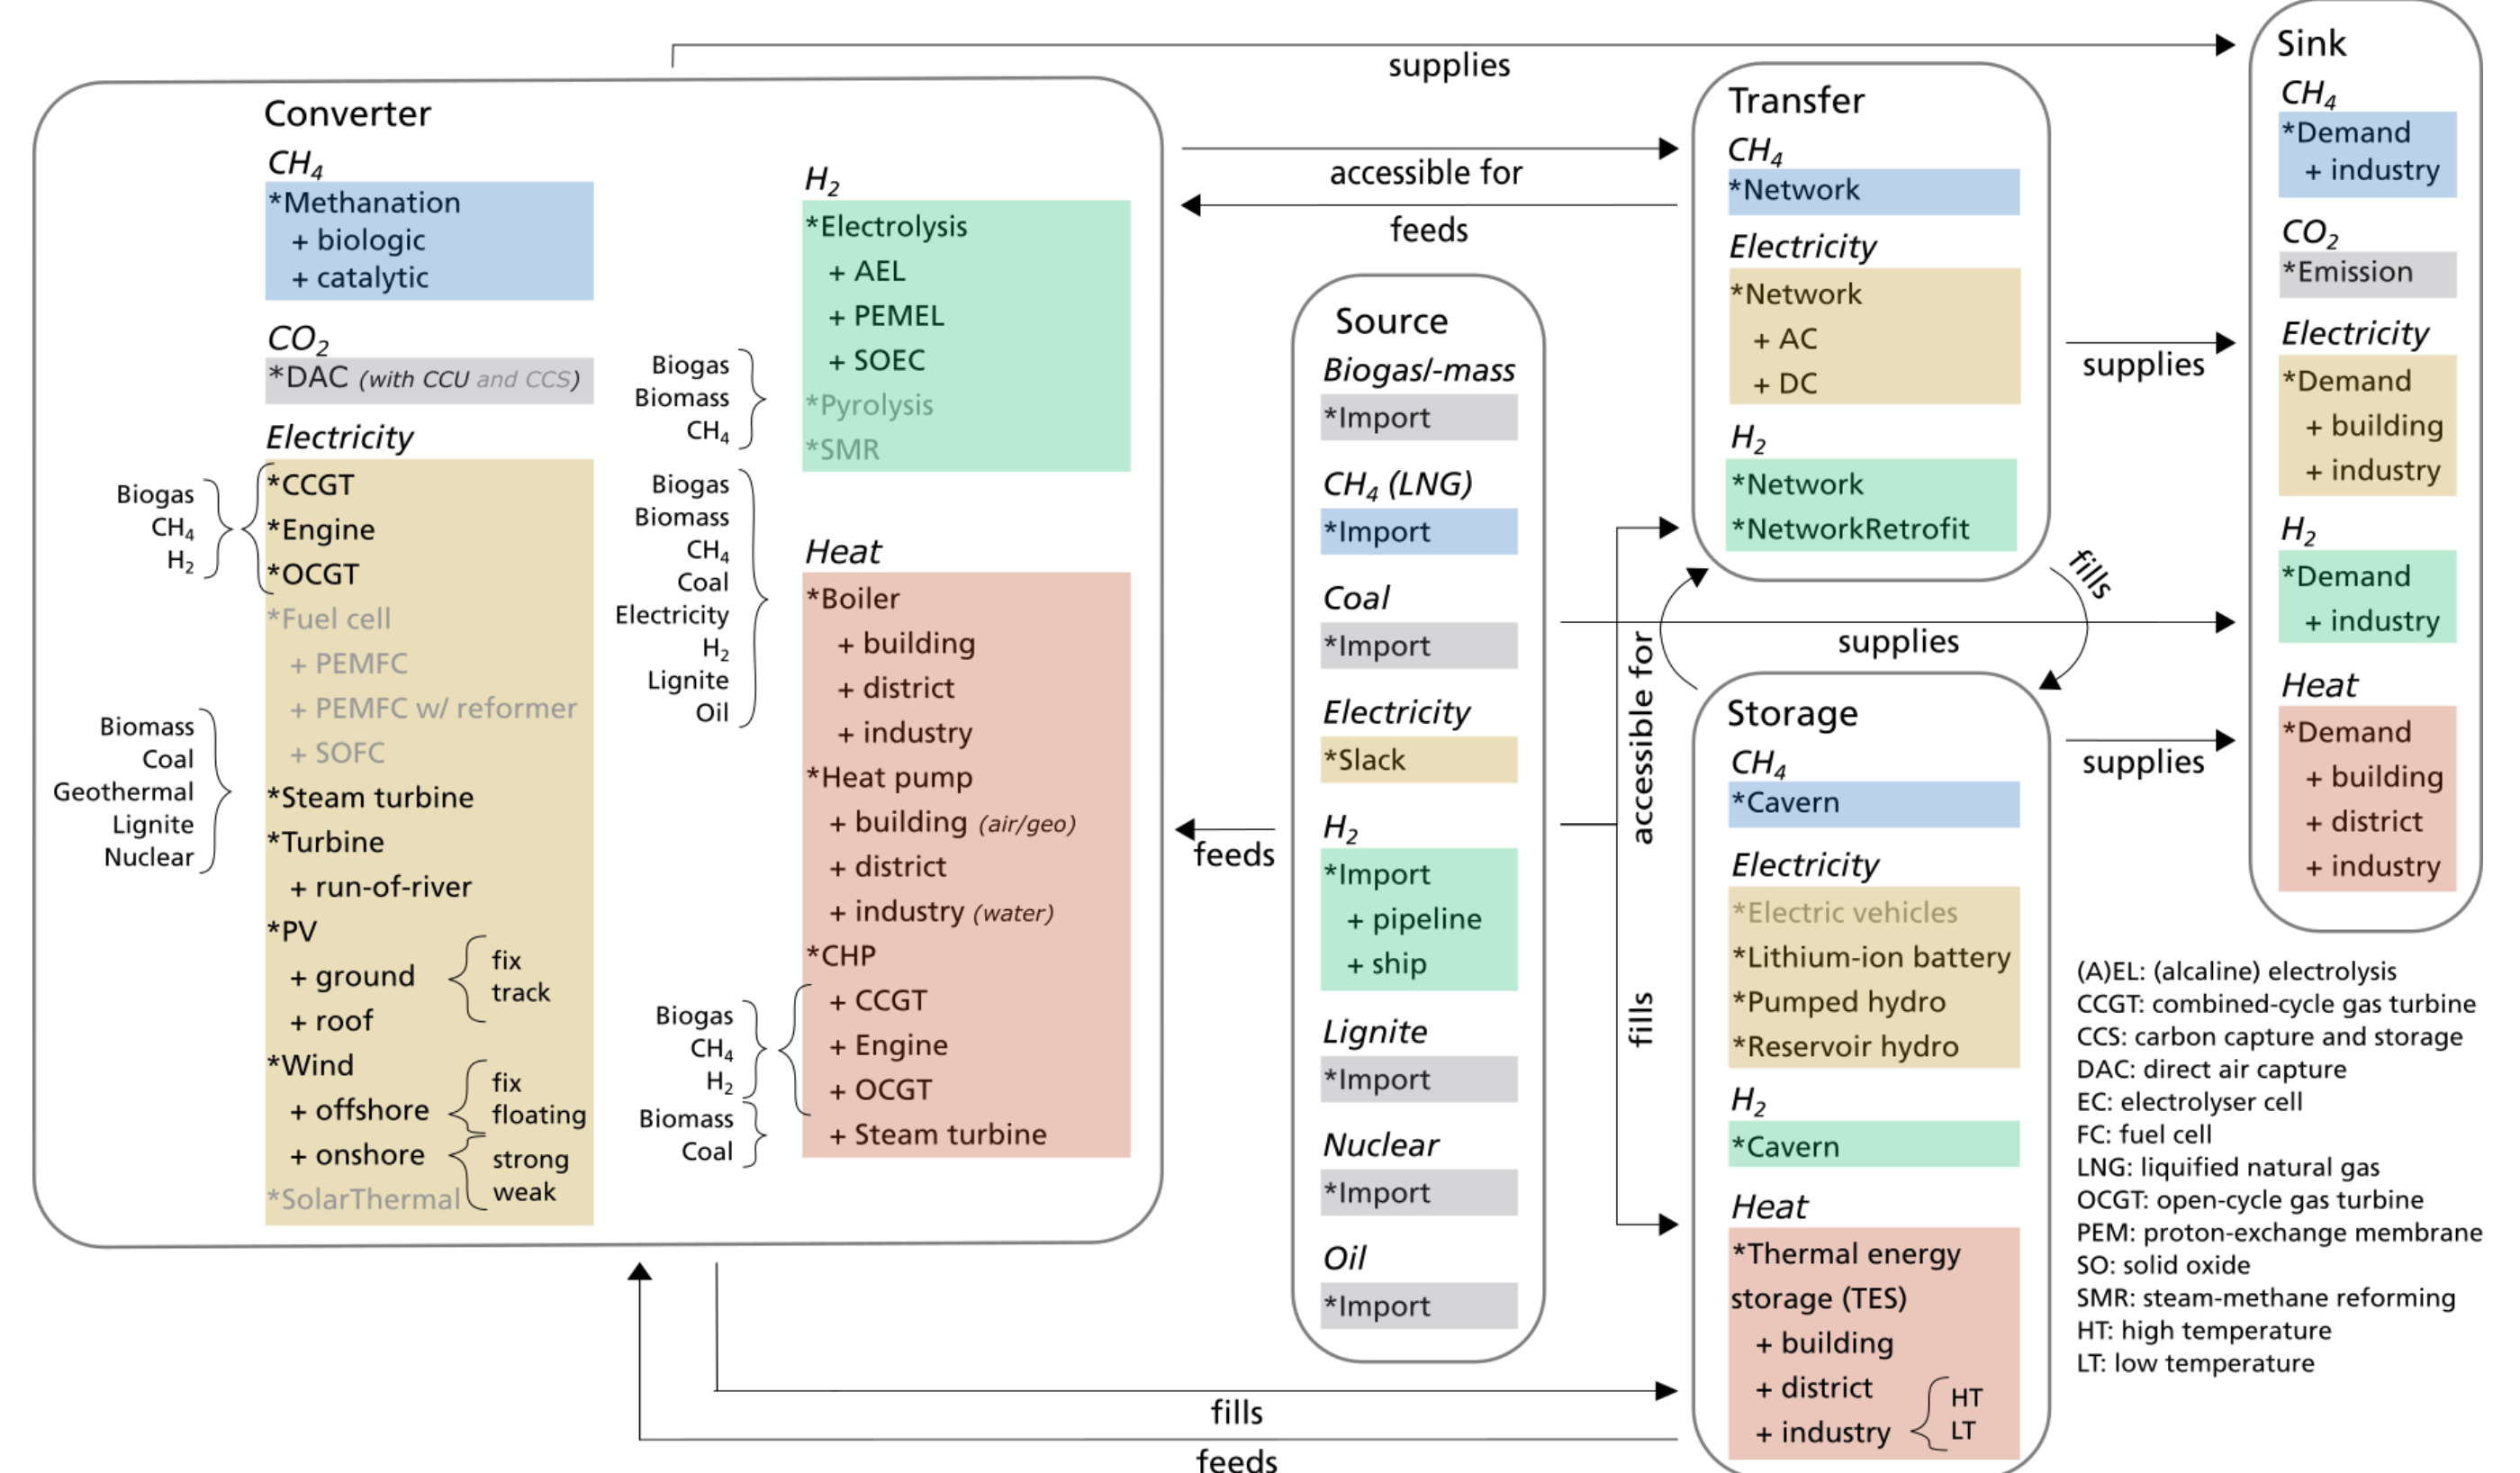 supplies
accessible for
feeds
Converter
CH4
*Methanation
+ biologic
+ catalytic
CO2
*DAC (with CCU and CCS)
Electricity
Biogas
CH4
H2
*CCGT
*Engine
*OCGT
*Fuel cell
+ PEMFC
+ PEMFC w/ reformer
+ SOFC
Biomass
Coal
Geothermal
Lignite
Nuclear
*Steam turbine
*Turbine
+ run-of-river
*PV
+ ground
fix
track
+ roof
*Wind
+ offshore
fix
floating
+ onshore
strong
weak
*SolarThermal
H2
*Electrolysis
+ AEL
+ PEMEL
+ SOEC
Biogas
Biomass
CH4
*Pyrolysis
*SMR
Biogas
Biomass
CH4
Coal
Electricity
H2
Lignite
Oil
Heat
*Boiler
+ building
+ district
+ industry
*Heat pump
+ building (air/geo)
+ district
+ industry (water)
*CHP
Biogas
CH4
H2
+ CCGT
+ Engine
+ OCGT
Biomass
Coal
+ Steam turbine
feeds
Source
Biogas/-mass
*Import
CH4 (LNG)
*Import
Coal
*Import
Electricity
*Slack
H2
*Import
+ pipeline
+ ship
Lignite
*Import
Nuclear
*Import
Oil
*Import
accessible for
fills
supplies
fills
Transfer
CH4
*Network
Electricity
*Network
+ AC
+ DC
H2
*Network
*NetworkRetrofit
supplies
Storage
CH4
*Cavern
Electricity
*Electric vehicles
*Lithium-ion battery
*Pumped hydro
*Reservoir hydro
H2
*Cavern
Heat
*Thermal energy
storage (TES)
+ building
+ district
+ industry
HT
LT
supplies
fills
feeds
Sink
CH4
*Demand
+ industry
CO2
*Emission
Electricity
*Demand
+ building
+ industry
H2
*Demand
+ industry
Heat
*Demand
+ building
+ district
+ industry
(A)EL: (alcaline) electrolysis
CCGT: combined-cycle gas turbine
CCS: carbon capture and storage
DAC: direct air capture
EC: electrolyser cell
FC: fuel cell
LNG: liquified natural gas
OCGT: open-cycle gas turbine
PEM: proton-exchange membrane
SO: solid oxide
SMR: steam-methane reforming
HT: high temperature
LT: low temperature